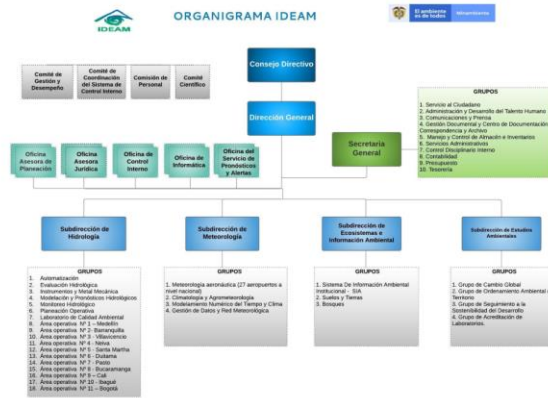 IDEAM
ORGANIGRAMA IDEAM
El ambiente
es de todos
Minambiente
Comité de
Gestión y
Desempeño
Comité de
Coordinación
del Sistema de
Control Interno
Comisión de
Personal
Comité
Científico
Consejo Directivo
Dirección General
Secretaria
General
GRUPOS
1. Servicio al Ciudadano
2. Administración y Desarrollo del Talento Humano
3. Comunicaciones y Prensa
4. Gestión Documental y Centro de Documentación
Correspondencia y Archivo
5. Manejo y Control de Almacén e Inventarios
6. Servicios Administrativos
7. Control Disciplinario Interno
8. Contabilidad
9. Presupuesto
10. Tesorería
Oficina
Asesora de
Planeación
Oficina
Asesora
Jurídica
Oficina de
Control
Interno
Oficina de
Informática
Oficina del
Servicio de
Pronósticos
y Alertas
Subdirección de
Hidrología
Subdirección de
Meteorología
Subdirección de
Ecosistemas e
Información Ambiental
Subdirección de Estudios
Ambientales
GRUPOS
1. Automatización
2. Evaluación Hidrológica
3. Instrumentos y Metal Mecánica
4. Modelación y Pronósticos Hidrológicos
5. Monitoreo Hidrológico
6. Planeación Operativa
7. Laboratorio de Calidad Ambiental
8. Área operativa Nº 1 – Medellín
9. Área operativa Nº 2- Barranquilla
10. Área operativa Nº 3 - Villavicencio
11. Área operativa Nº 4 - Neiva
12. Área operativa Nº 5 - Santa Martha
13. Área operativa Nº 6 - Duitama
14. Área operativa Nº 7 - Pasto
15. Área operativa Nº 8 - Bucaramanga
16. Área operativa Nº 9 – Cali
17. Área operativa Nº 10 - Ibagué
18. Área operativa Nº 11 – Bogotá
GRUPOS
1. Meteorología aeronáutica (27 aeropuertos a
nivel nacional)
2. Climatología y Agrometeorología
3. Modelamiento Numérico del Tiempo y Clima
4. Gestión de Datos y Red Meteorológica.
GRUPOS
1. Sistema De Información Ambiental
Institucional - SIA
2. Suelos y Tierras
3. Bosques
GRUPOS
1. Grupo de Cambio Global
2. Grupo de Ordenamiento Ambiental del
Territorio
3. Grupo de Seguimiento a la
Sostenibilidad del Desarrollo
4. Grupo de Acreditación de
Laboratorios.